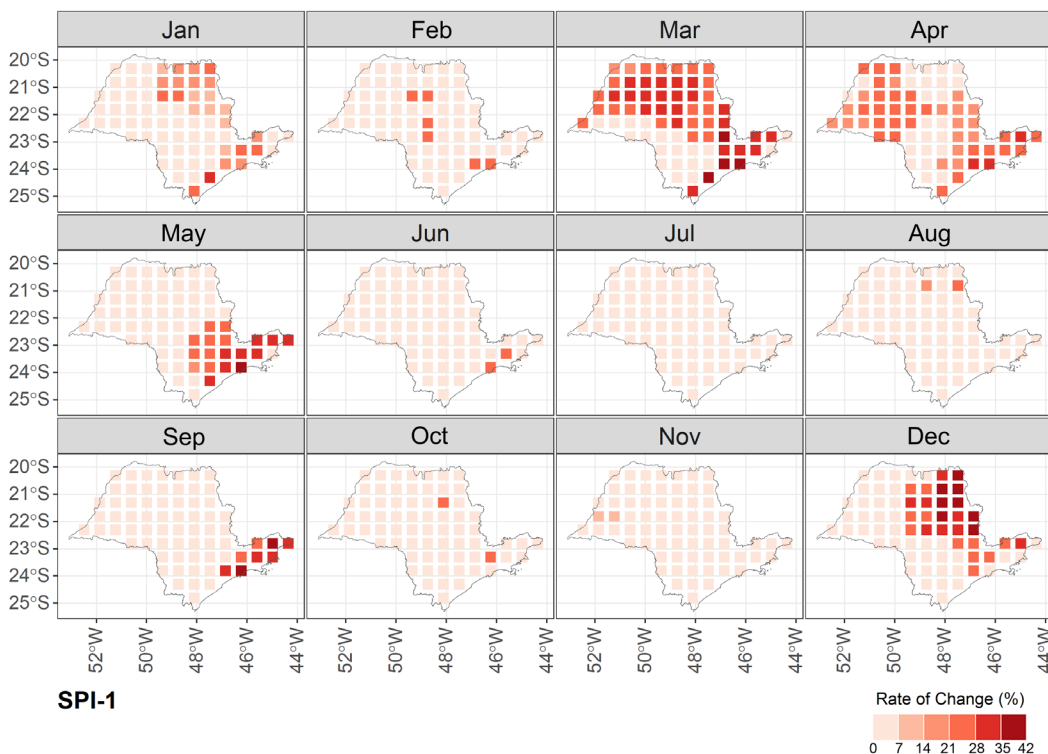 Jan Feb Mar Apr
20°S
21°S
22°S
23°S
24°S
25°S
May Jun Jul Aug
20°S
21°S
22°S
23°S
24°S
25°S
Sep Oct Nov Dec
20°S
21°S
22°S
23°S
24°S
25°S
52°W 50°W 48°W 46°W 44°W 52°W 50°W 48°W 46°W 44°W 52°W 50°W 48°W 46°W 44°W 52°W 50°W 48°W 46°W 44°W
SPI-1
Rate of Change (%)
0 7 14 21 28 35 42